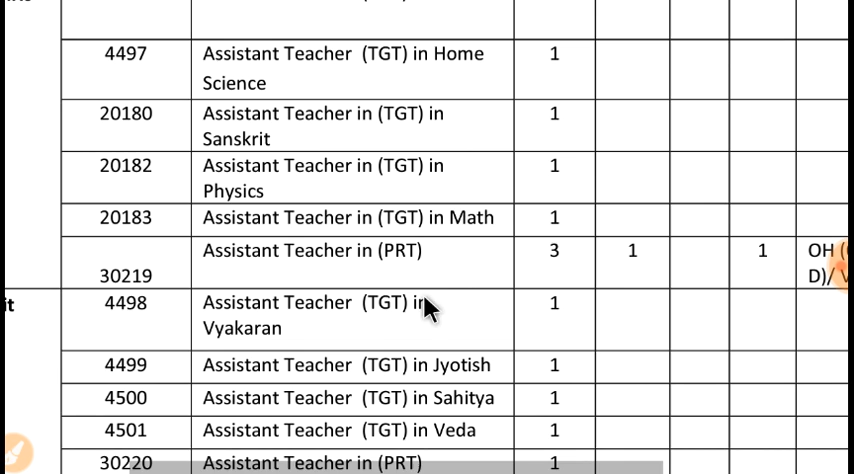 4497 Assistant Teacher (TGT) in Home 1
Science
20180 Assistant Teacher in (TGT) in 1
Sanskrit
20182 Assistant Teacher in (TGT) in 1
Physics
20183 Assistant Teacher in (TGT) in Math 1
Assistant Teacher in (PRT) 3 1 1 OH (
30219 D)/ V
it 4498 Assistant Teacher (TGT) in 1
Vyakaran
4499 Assistant Teacher (TGT) in Jyotish 1
4500 Assistant Teacher (TGT) in Sahitya 1
4501 Assistant Teacher (TGT) in Veda 1
30220 Assistant Teacher in (PRT) 1